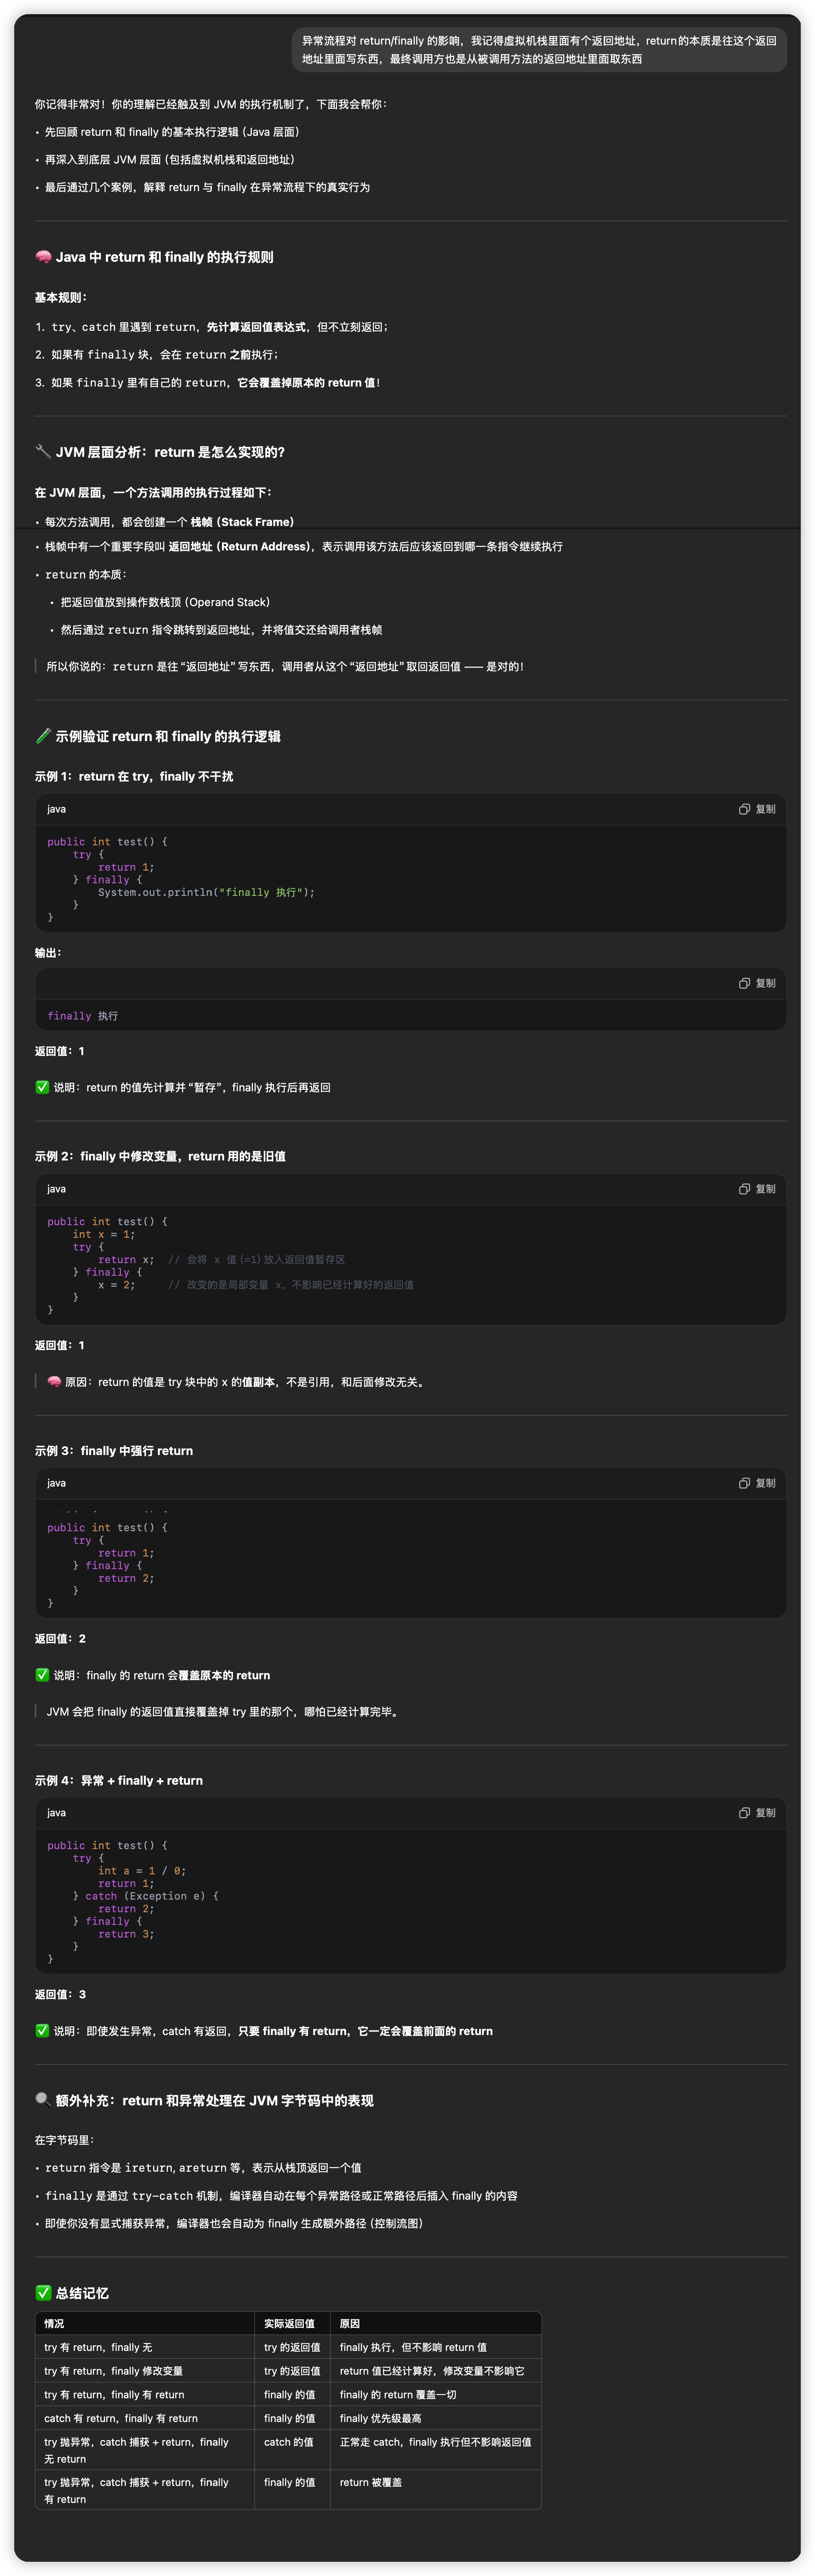 异常流程对 return/finally 的影响，我记得虚拟机栈里面有个返回地址，return的本质是往这个返回
地址里面写东西，最终调用方也是从被调用方法的返回地址里面取东西
你记得非常对！你的理解已经触及到 JVM 的执行机制了，下面我会帮你：
• 先回顾 return 和 finally 的基本执行逻辑（Java 层面）
• 再深入到底层 JVM 层面（包括虚拟机栈和返回地址）
• 最后通过几个案例，解释 return 与 finally 在异常流程下的真实行为
🧠 Java 中 return 和 finally 的执行规则
基本规则：
1. try、catch 里遇到 return，先计算返回值表达式，但不立刻返回；
2. 如果有 finally 块，会在 return 之前执行；
3. 如果 finally 里有自己的 return，它会覆盖掉原本的 return 值！
🔧 JVM 层面分析：return 是怎么实现的？
在 JVM 层面，一个方法调用的执行过程如下：
• 每次方法调用，都会创建一个 栈帧（Stack Frame）
• 栈帧中有一个重要字段叫 返回地址（Return Address），表示调用该方法后应该返回到哪一条指令继续执行
• return 的本质：
• 把返回值放到操作数栈顶（Operand Stack）
• 然后通过 return 指令跳转到返回地址，并将值交还给调用者栈帧
所以你说的：return 是往“返回地址”写东西，调用者从这个“返回地址”取回返回值 —— 是对的！
🧪 示例验证 return 和 finally 的执行逻辑
示例 1：return 在 try，finally 不干扰
java
复制
public int test() {
    try {
        return 1;
    } finally {
        System.out.println("finally 执行");
    }
}
输出：
复制
finally 执行
返回值：1
✅ 说明：return 的值先计算并“暂存”，finally 执行后再返回
示例 2：finally 中修改变量，return 用的是旧值
java
复制
public int test() {
    int x = 1;
    try {
        return x;  // 会将 x 值（=1）放入返回值暂存区
    } finally {
        x = 2;     // 改变的是局部变量 x，不影响已经计算好的返回值
    }
}
返回值：1
🧠 原因：return 的值是 try 块中的 x 的值副本，不是引用，和后面修改无关。
示例 3：finally 中强行 return
java
复制
public int test() {
    try {
        return 1;
    } finally {
        return 2;
    }
}
返回值：2
✅ 说明：finally 的 return 会覆盖原本的 return
JVM 会把 finally 的返回值直接覆盖掉 try 里的那个，哪怕已经计算完毕。
示例 4：异常 + finally + return
java
复制
public int test() {
    try {
        int a = 1 / 0;
        return 1;
    } catch (Exception e) {
        return 2;
    } finally {
        return 3;
    }
}
返回值：3
✅ 说明：即使发生异常，catch 有返回，只要 finally 有 return，它一定会覆盖前面的 return
🔍 额外补充：return 和异常处理在 JVM 字节码中的表现
在字节码里：
• return 指令是 ireturn, areturn 等，表示从栈顶返回一个值
• finally 是通过 try-catch 机制，编译器自动在每个异常路径或正常路径后插入 finally 的内容
• 即使你没有显式捕获异常，编译器也会自动为 finally 生成额外路径（控制流图）
✅ 总结记忆
情况 实际返回值 原因
try 有 return，finally 无 try 的返回值 finally 执行，但不影响 return 值
try 有 return，finally 修改变量 try 的返回值 return 值已经计算好，修改变量不影响它
try 有 return，finally 有 return finally 的值 finally 的 return 覆盖一切
catch 有 return，finally 有 return finally 的值 finally 优先级最高
try 抛异常，catch 捕获 + return，finally catch 的值 正常走 catch，finally 执行但不影响返回值
无 return
try 抛异常，catch 捕获 + return，finally finally 的值 return 被覆盖
有 return